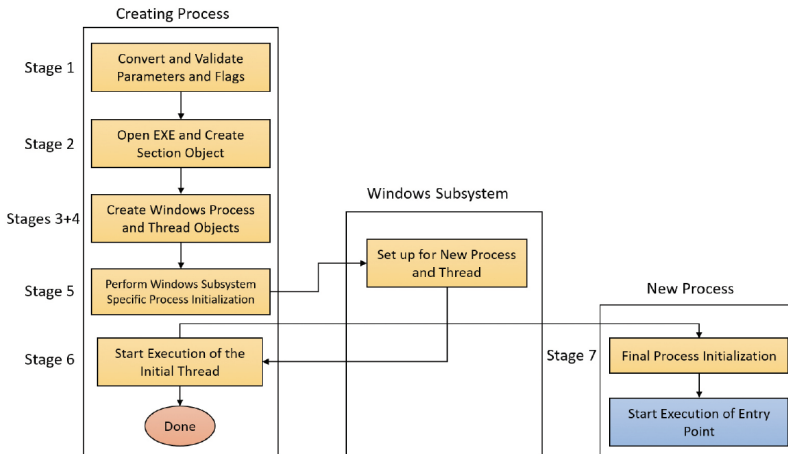 Creating Process
Stage 1
Convert and Validate
Parameters and Flags
Stage 2
Open EXE and Create
Section Object
Stages 3+4
Create Windows Process
and Thread Objects
Windows Subsystem
Set up for New Process
and Thread
Stage 5
Perform Windows Subsystem
Specific Process Initialization
New Process
Stage 6
Start Execution of the
Initial Thread
Stage 7
Final Process Initialization
Done
Start Execution of Entry
Point